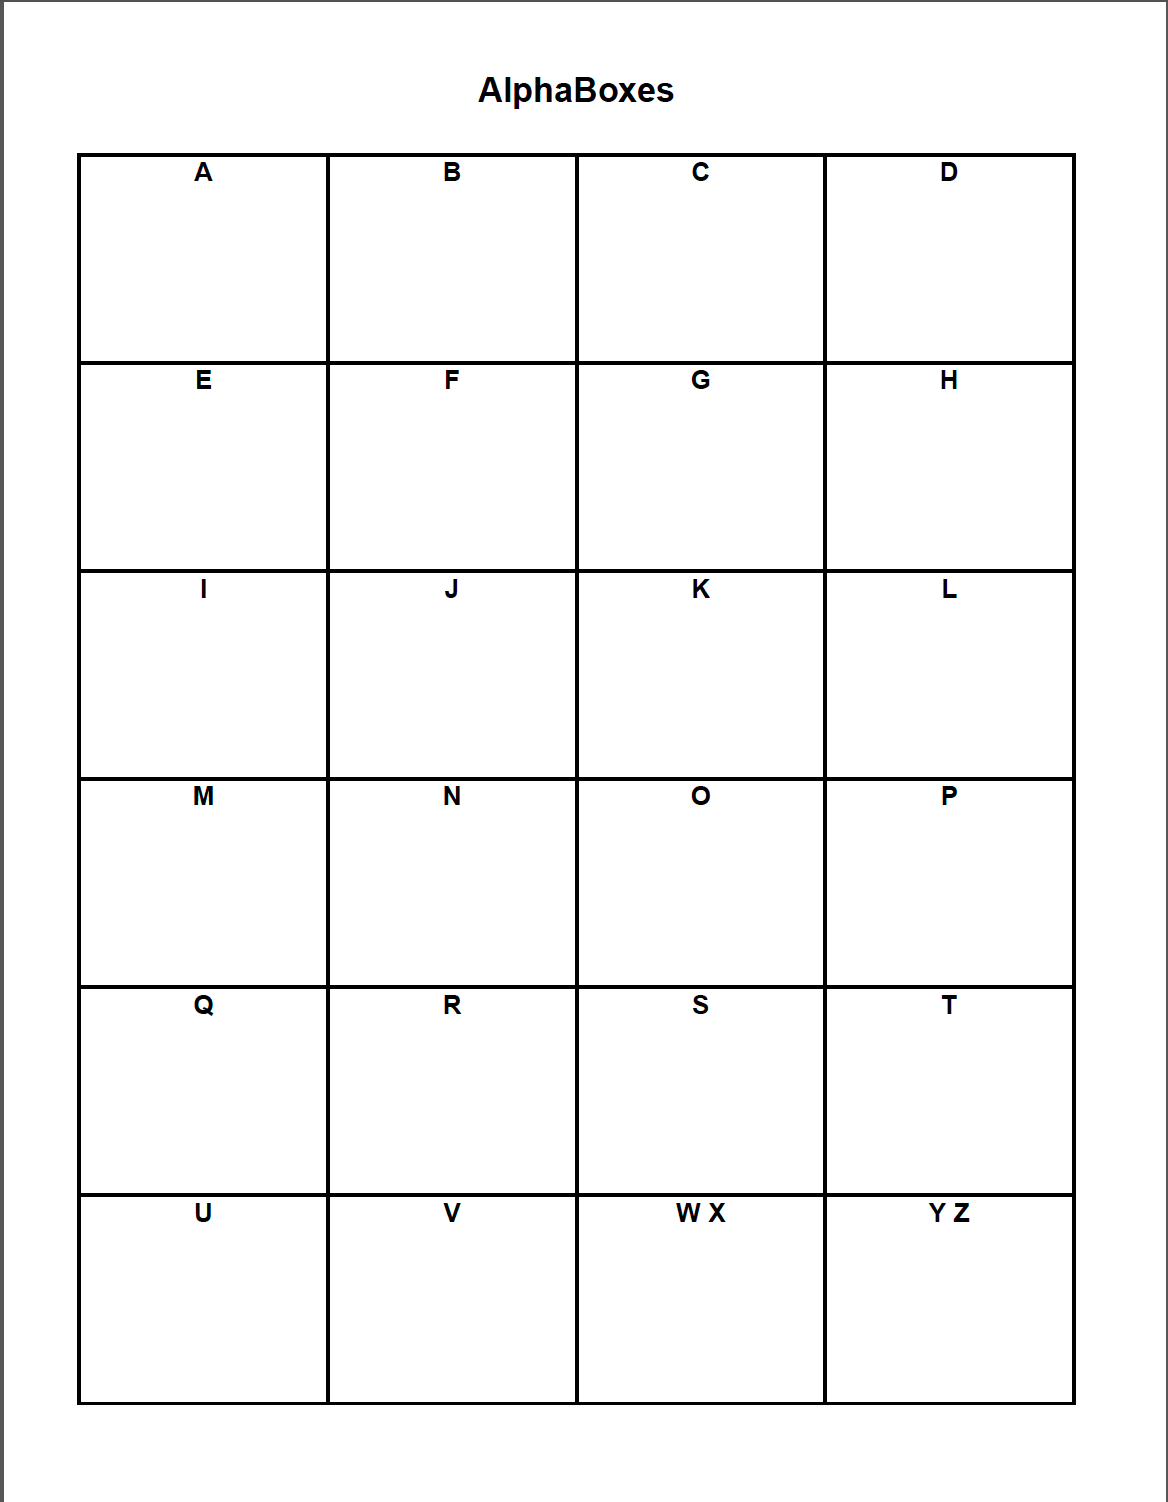 AlphaBoxes
A B C D
E F G H
I J K L
M N O P
Q R S T
U V W X Y Z